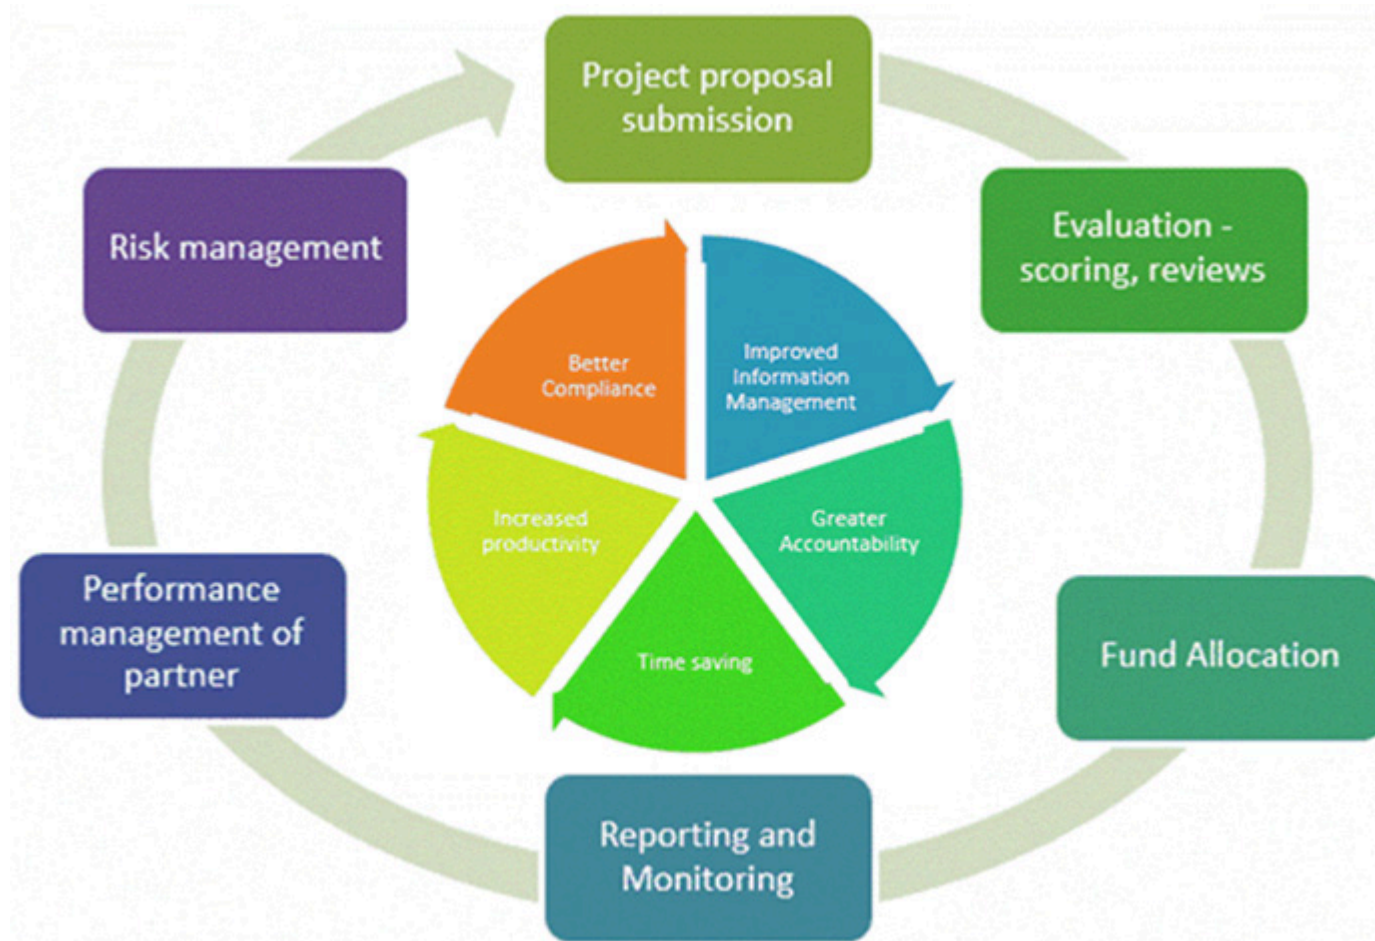 Project proposal
submission
Evaluation -
scoring, reviews
Fund Allocation
Reporting and
Monitoring
Performance
management of
partner
Risk management
Improved
Information
Management
Greater
Accountability
Time saving
Increased
productivity
Better
Compliance